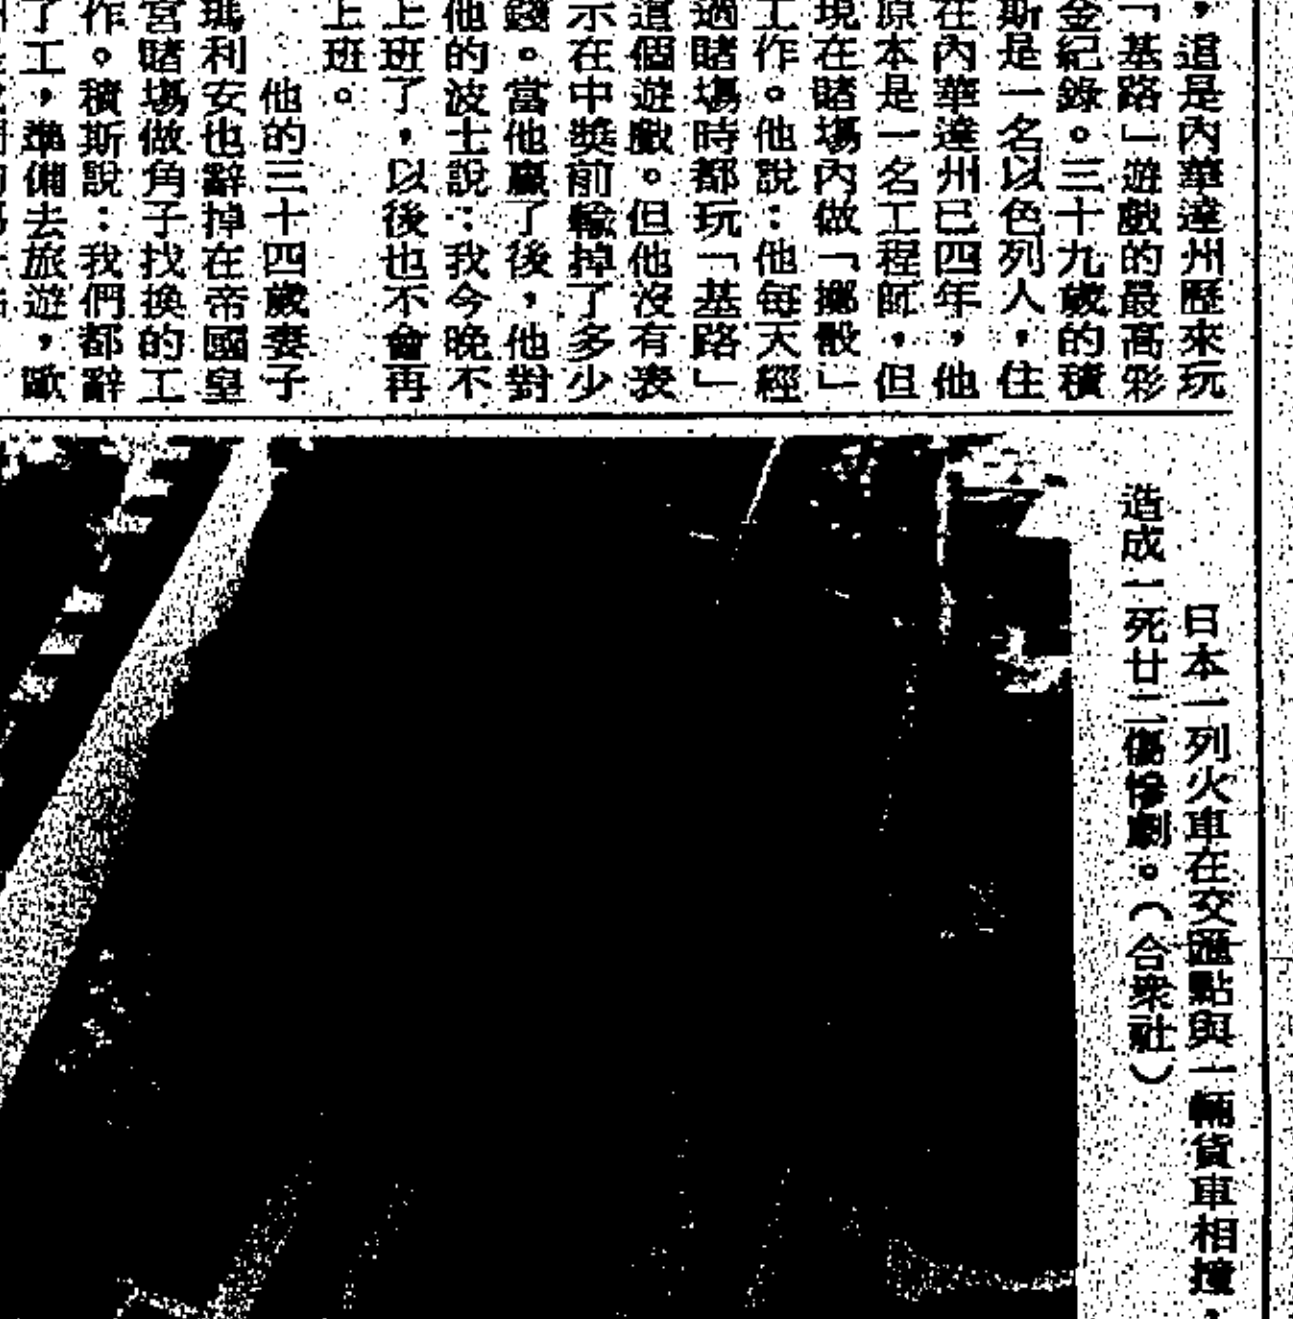 ，這是內華達州歷來玩
「基路」遊戲的最高彩
金紀錄。三十九歲的積
斯是一名以色列人，住
在內華達州已四年，他
原本是一名工程師，但
現在賭場內做「擲骰」
工作。他說：他每天經
過賭場時都玩「基路」
這個遊戲。但他沒有表
示在中獎前輸掉了多少
錢。當他贏了後，他對
他的波士說：我今晚不
上班了，以後也不會再
上班。
他的三十四歲妻子
瑪利安也辭掉在帝國皇
宮賭場做角子找換的工
作。積斯說：我們都辭
了工，準備去旅遊，歐
日本一列火車在交匯點與一輛貨車相撞，
造成一死廿二傷慘劇。（合衆社）